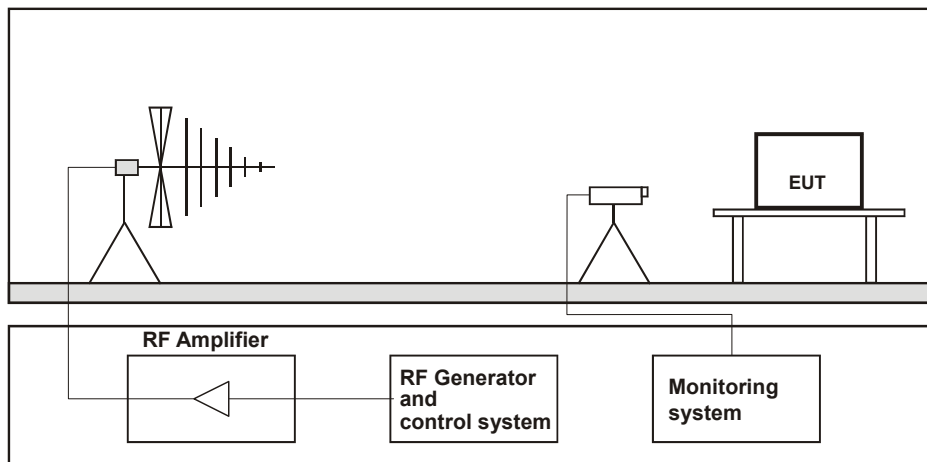 EUT
RF Amplifier
RF Generator
and
control system
Monitoring
system